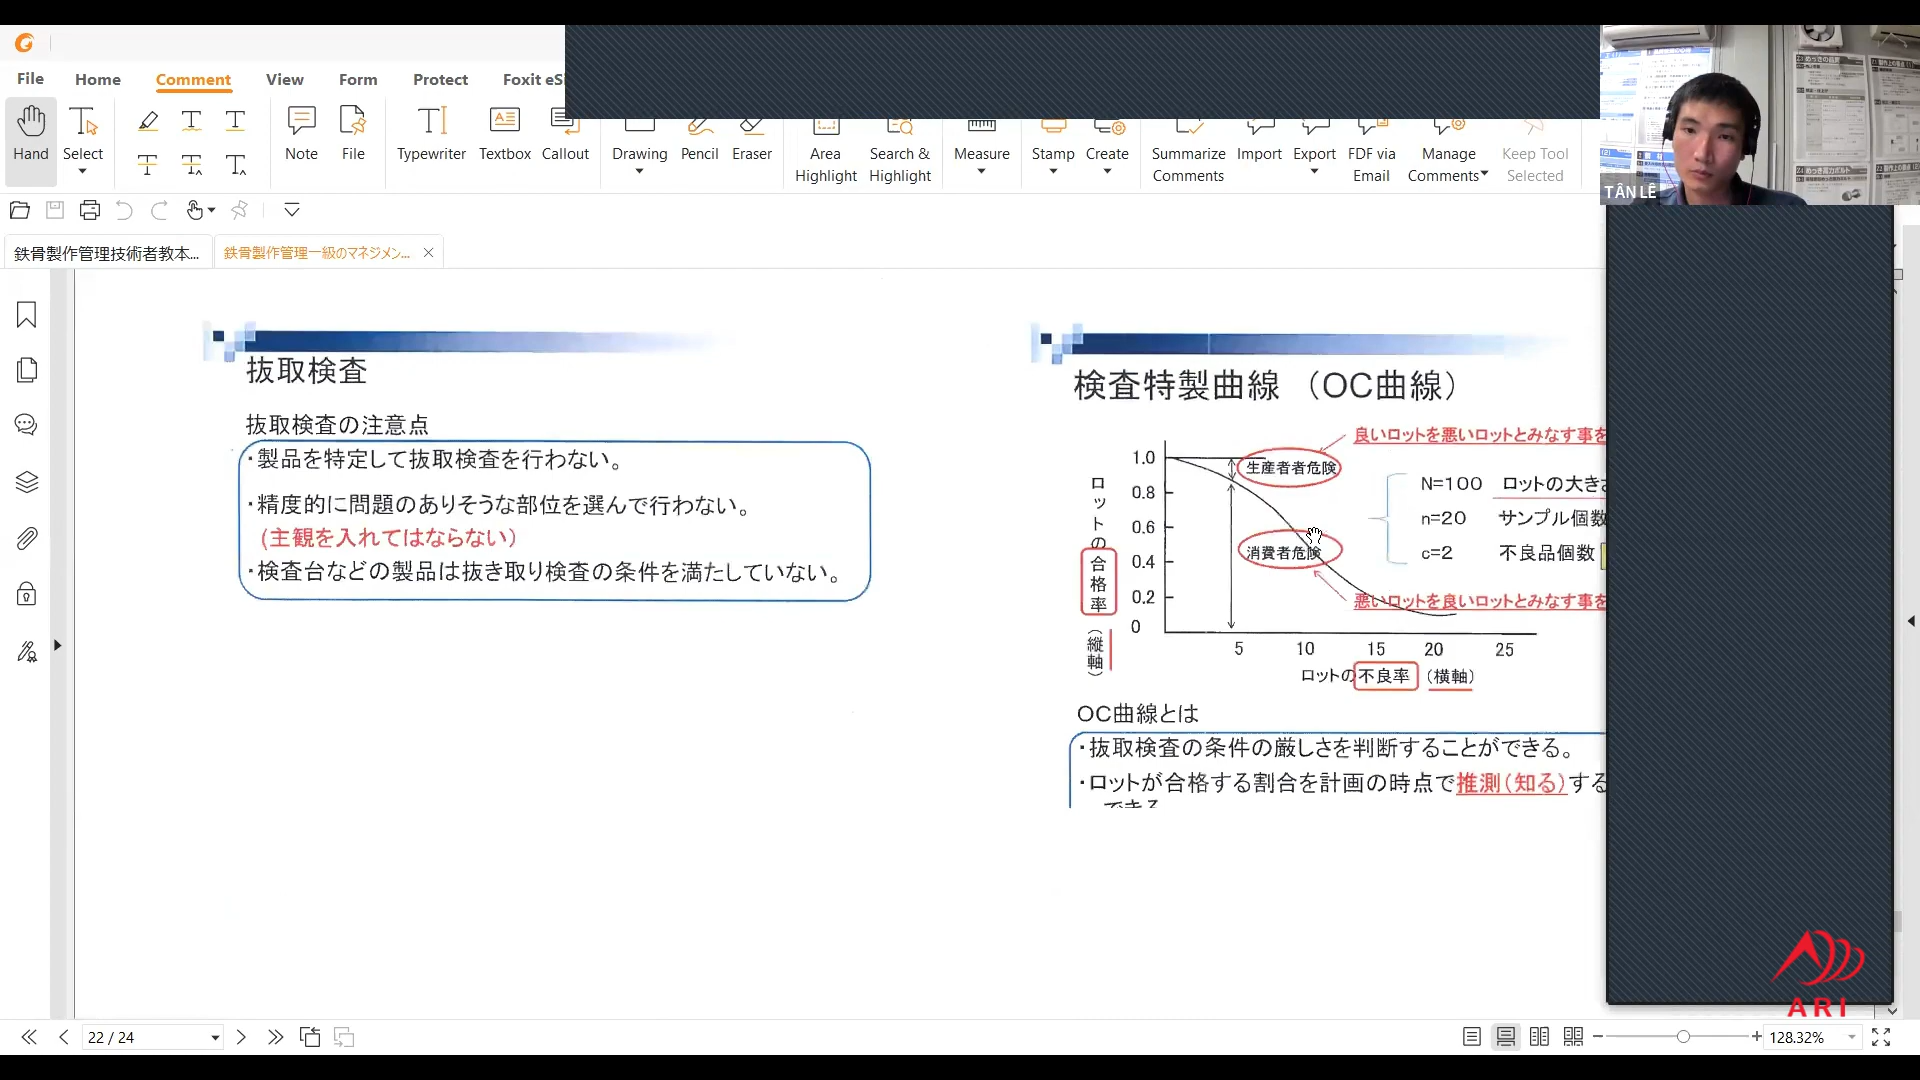 File Home Comment View Form Protect Foxit eSi
Hand Select Note File Typewriter Textbox Callout Drawing Pencil Eraser Area Highlight Search & Highlight Measure Stamp Create Summarize Comments Import Export FDF via Email Manage Comments Keep Tool Selected
TÂN LÊ
鉄骨製作管理技術者教本...
鉄骨製作管理一級のマネジメン...
抜取検査
抜取検査の注意点
・製品を特定して抜取検査を行わない。
・精度的に問題のありそうな部位を選んで行わない。
(主観を入れてはならない)
・検査台などの製品は抜き取り検査の条件を満たしていない。
検査特製曲線 （OC曲線）
良いロットを悪いロットとみなす事を
生産者者危険
N=100 ロットの大き
n=20 サンプル個数
c=2 不良品個数
消費者危険
悪いロットを良いロットとみなす事を
ロットの合格率（縦軸）
1.0
0.8
0.6
0.4
0.2
0
5 10 15 20 25
ロットの不良率 （横軸）
OC曲線とは
・抜取検査の条件の厳しさを判断することができる。
・ロットが合格する割合を計画の時点で推測(知る)する
できる
ARI
22 / 24
128.32%